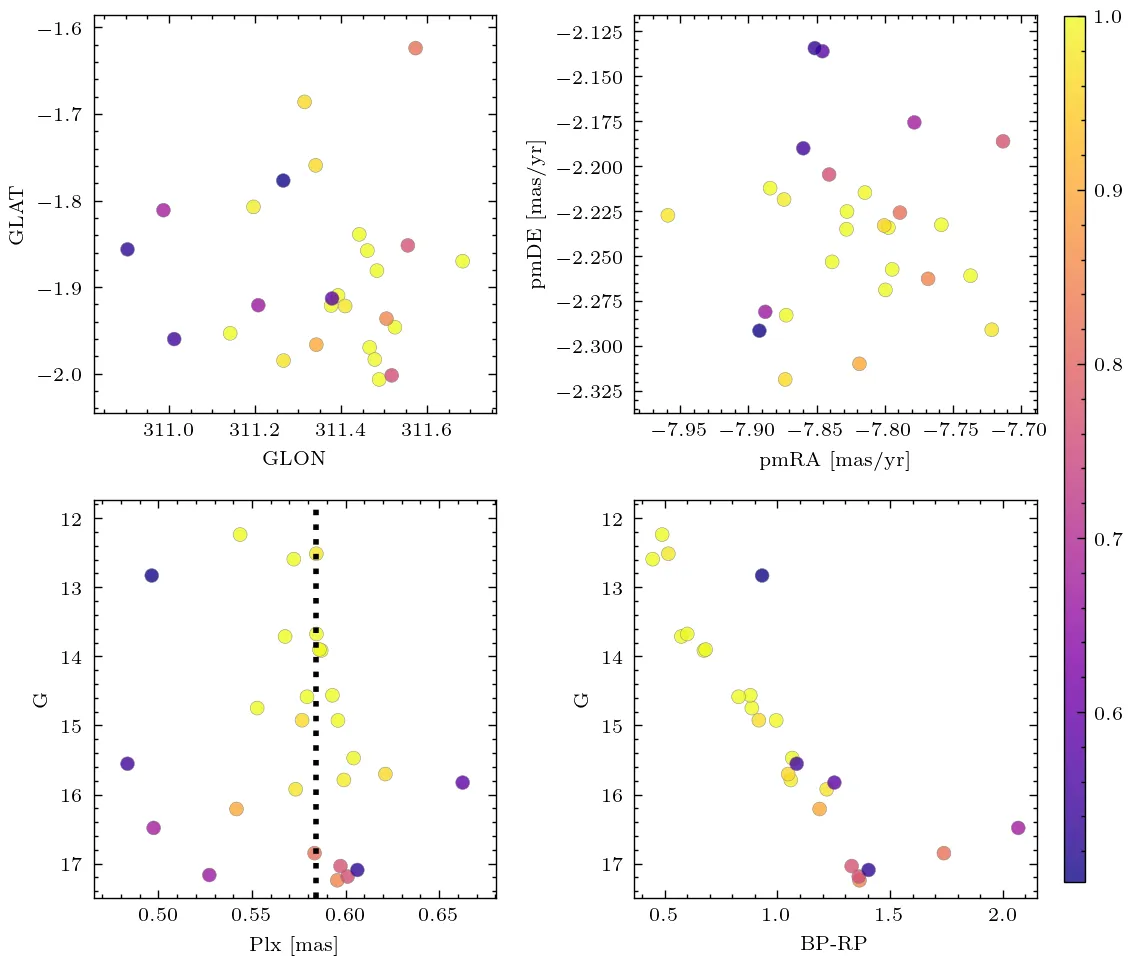 −1.6
−1.7
−1.8
−1.9
−2.0
GLAT
311.0 311.2 311.4 311.6
GLON
−2.125
−2.150
−2.175
−2.200
−2.225
−2.250
−2.275
−2.300
−2.325
pmDE [mas/yr]
−7.95 −7.90 −7.85 −7.80 −7.75 −7.70
pmRA [mas/yr]
12
13
14
15
16
17
G
0.50 0.55 0.60 0.65
Plx [mas]
12
13
14
15
16
17
G
0.5 1.0 1.5 2.0
BP-RP
1.0
0.9
0.8
0.7
0.6